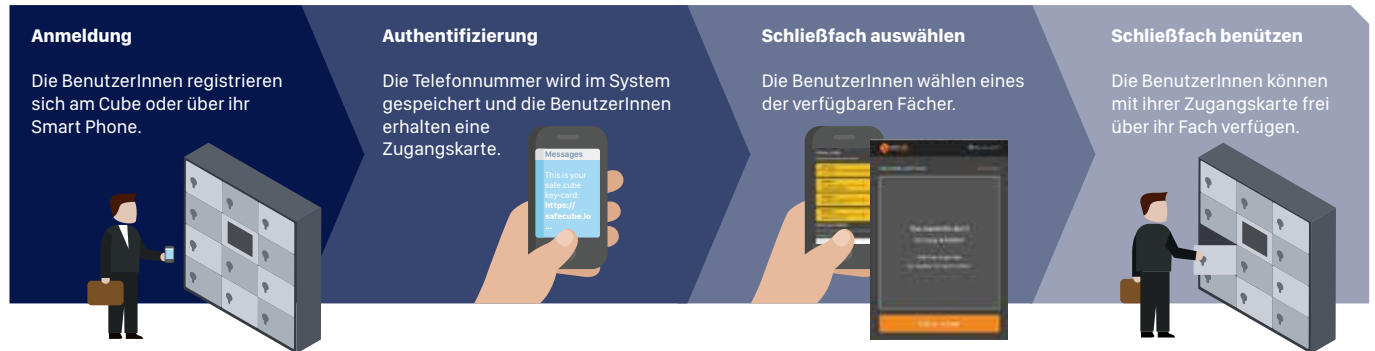 Anmeldung
Die BenutzerInnen registrieren
sich am Cube oder über ihr
Smart Phone.
Authentifizierung
Die Telefonnummer wird im System
gespeichert und die BenutzerInnen
erhalten eine
Zugangskarte.
Messages
This is your
safe.cube
key-card:
https://
safecube.io
...
Schließfach auswählen
Die BenutzerInnen wählen eines
der verfügbaren Fächer.
Schließfach benützen
Die BenutzerInnen können
mit ihrer Zugangskarte frei
über ihr Fach verfügen.